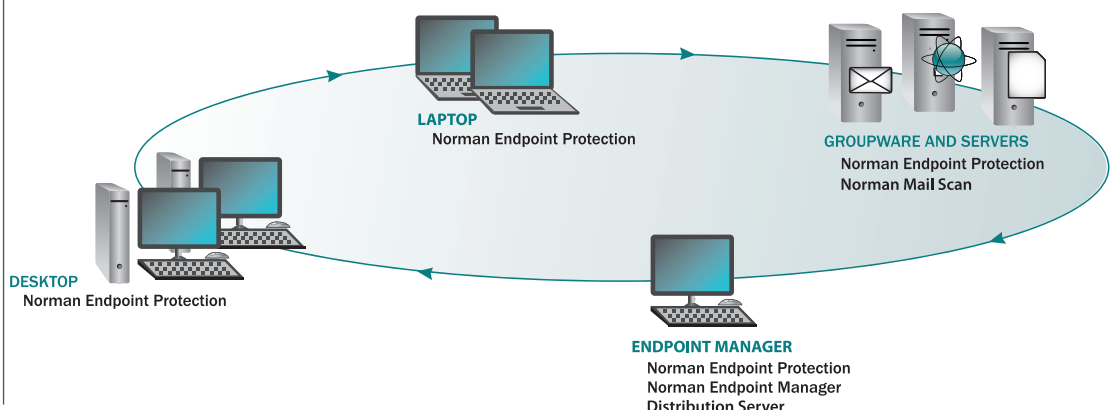 LAPTOP
Norman Endpoint Protection
GROUPWARE AND SERVERS
Norman Endpoint Protection
Norman Mail Scan
DESKTOP
Norman Endpoint Protection
ENDPOINT MANAGER
Norman Endpoint Protection
Norman Endpoint Manager
Distribution Server